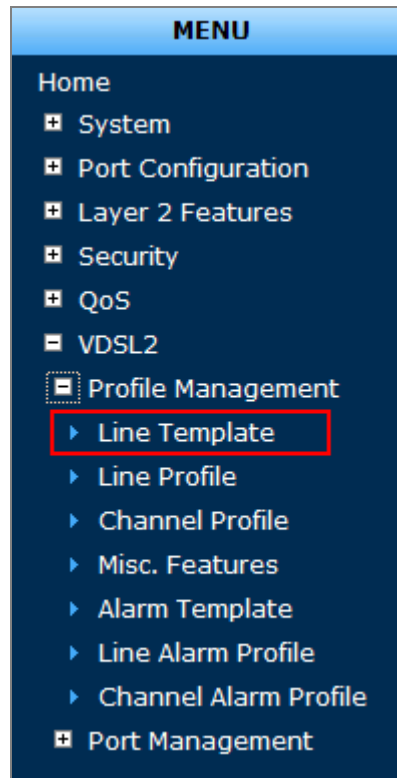 MENU
Home
System
Port Configuration
Layer 2 Features
Security
QoS
VDSL2
Profile Management
Line Template
Line Profile
Channel Profile
Misc. Features
Alarm Template
Line Alarm Profile
Channel Alarm Profile
Port Management